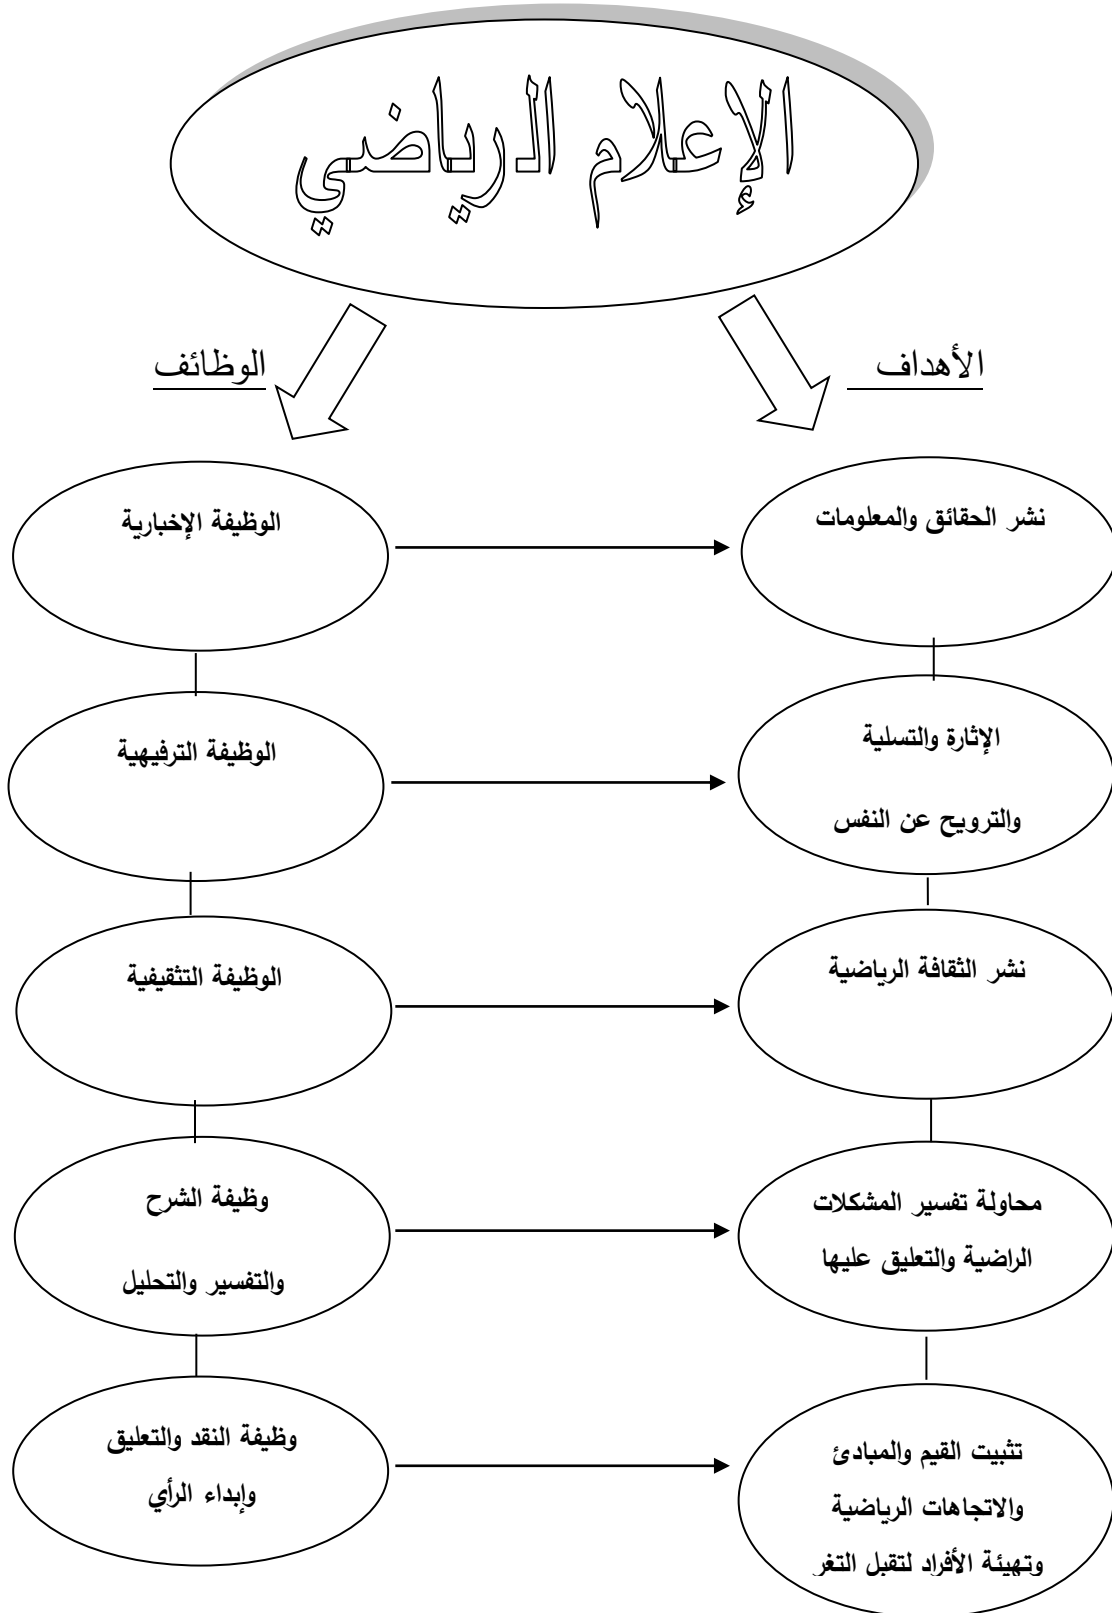 الإعلام الرياضي
الأهداف
الوظائف
نشر الحقائق والمعلومات
الوظيفة الإخبارية
الإثارة والتسلية
والترويح عن النفس
الوظيفة الترفيهية
نشر الثقافة الرياضية
الوظيفة التثقيفية
محاولة تفسير المشكلات
الراضية والتعليق عليها
وظيفة الشرح
والتفسير والتحليل
تثبيت القيم والمبادئ
والاتجاهات الرياضية
وتهيئة الأفراد لتقبل التغر
وظيفة النقد والتعليق
وإبداء الرأي